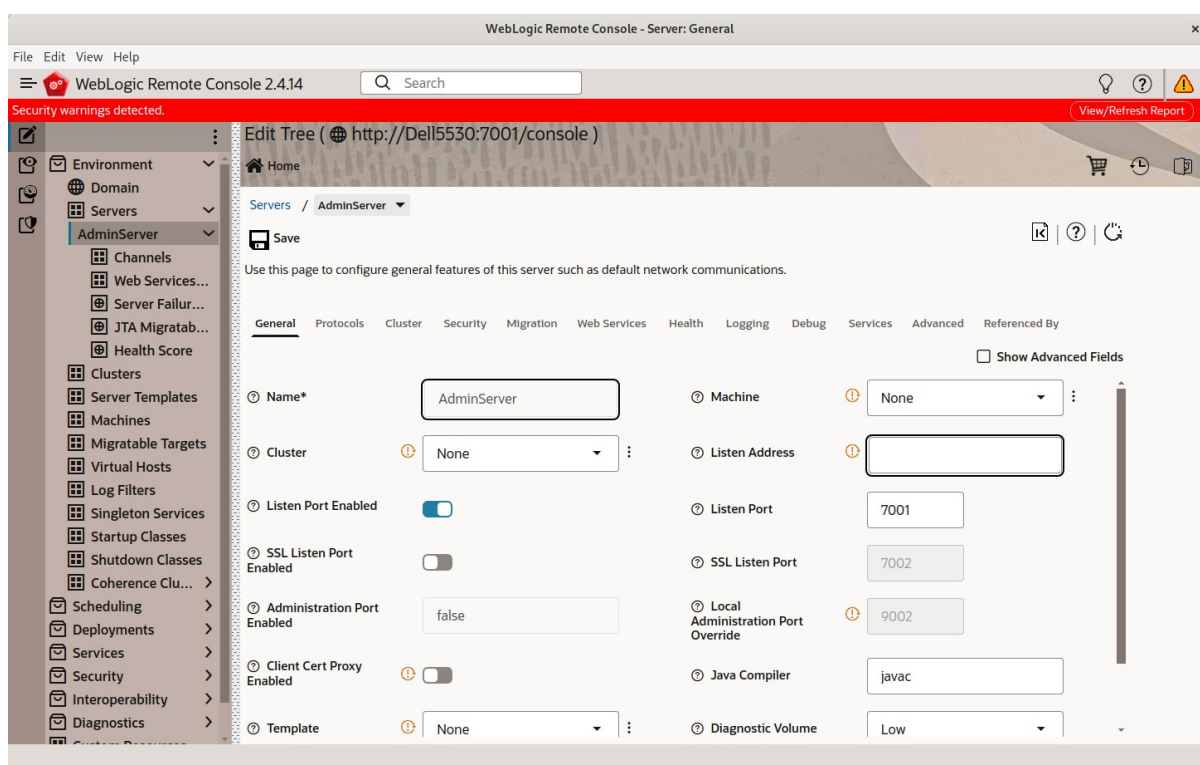 WebLogic Remote Console - Server: General
File Edit View Help
WebLogic Remote Console 2.4.14
Search
Security warnings detected.
View/Refresh Report
Edit Tree ( http://Dell5530:7001/console )
Home
Environment
Domain
Servers
AdminServer
Channels
Web Services...
Server Failur...
JTA Migratab...
Health Score
Clusters
Server Templates
Machines
Migratable Targets
Virtual Hosts
Log Filters
Singleton Services
Startup Classes
Shutdown Classes
Coherence Clu...
Scheduling
Deployments
Services
Security
Interoperability
Diagnostics
Custom Resources
Servers / AdminServer
Save
Use this page to configure general features of this server such as default network communications.
General Protocols Cluster Security Migration Web Services Health Logging Debug Services Advanced Referenced By
Show Advanced Fields
Name* AdminServer
Machine None
Cluster None
Listen Address
Listen Port Enabled
Listen Port 7001
SSL Listen Port
Enabled
SSL Listen Port 7002
Administration Port
Enabled
false
Local
Administration Port
Override
9002
Client Cert Proxy
Enabled
Java Compiler javac
Template None
Diagnostic Volume Low